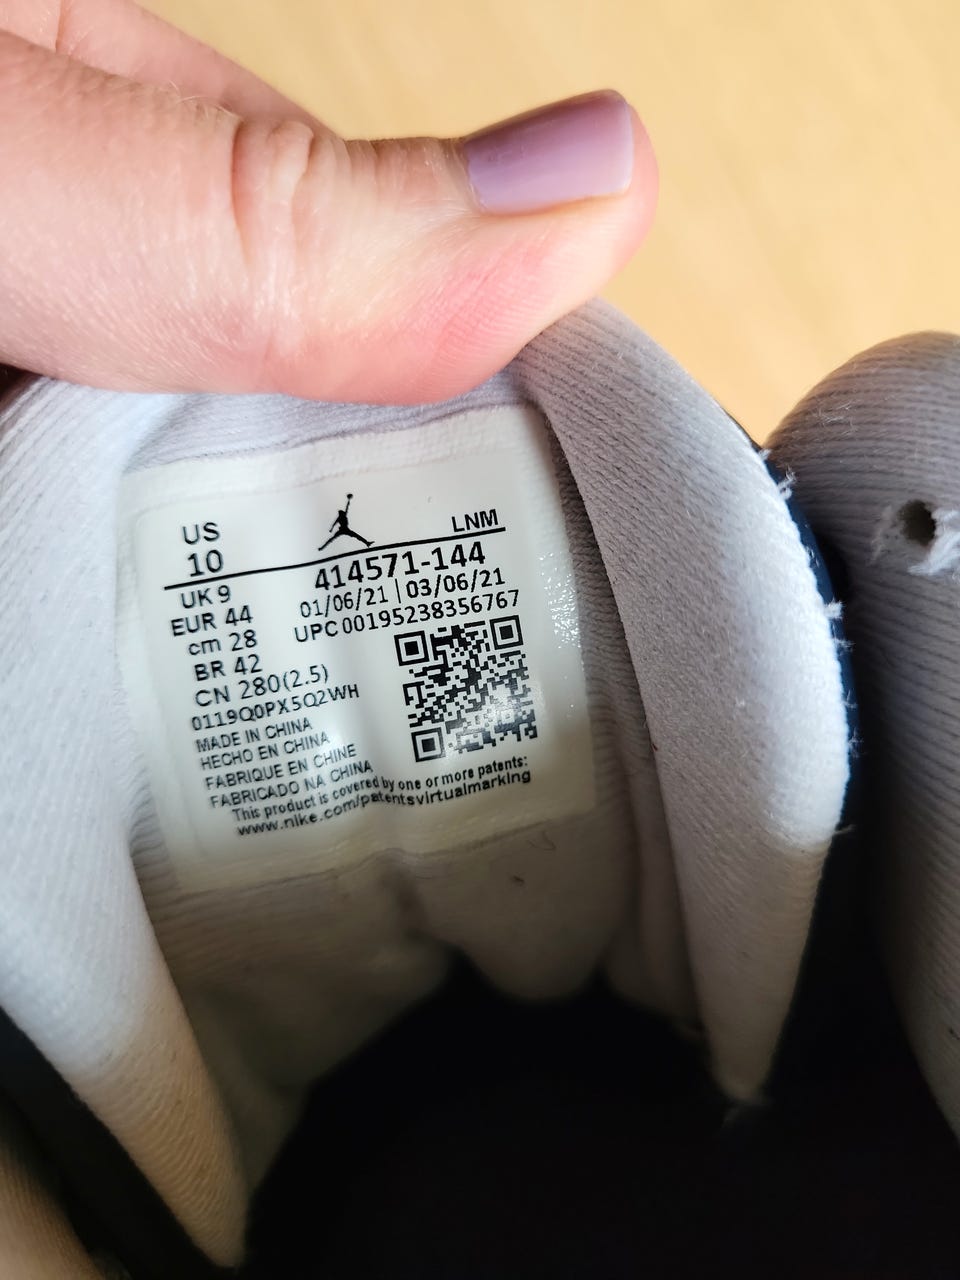 US
10
LNM
UK 9
EUR 44
cm 28
BR 42
CN 280(2.5)
0119Q0PX5Q2WH
414571-144
01/06/21 | 03/06/21
UPC 00195238356767
MADE IN CHINA
HECHO EN CHINA
FABRIQUE EN CHINE
FABRICADO NA CHINA
This product is covered by one or more patents:
www.nike.com/patentsvirtualmarking